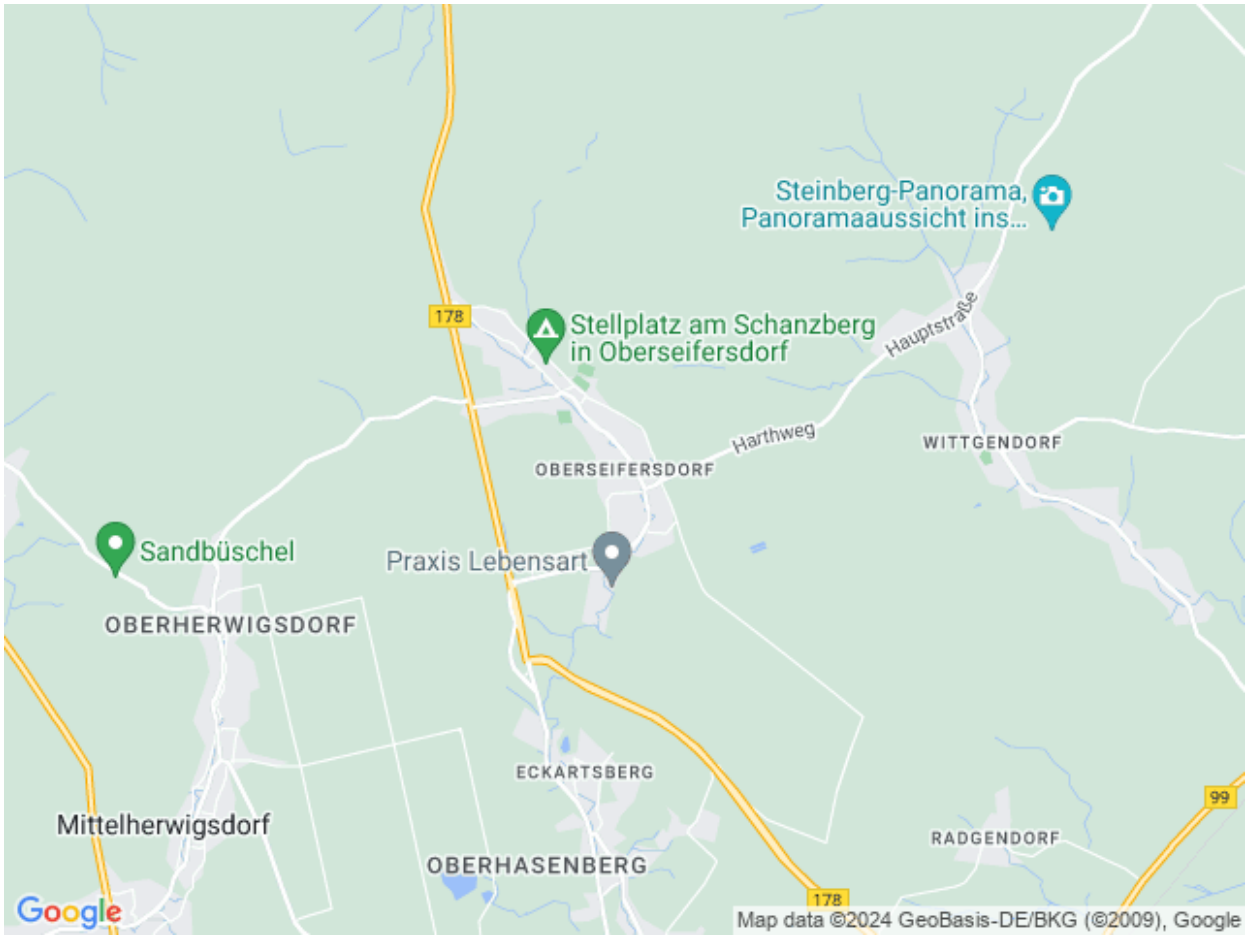 Steinberg-Panorama,
Panoramaaussicht ins...
178
Stellplatz am Schanzberg
in Oberseifersdorf
Hauptstraße
Harthweg
WITTGENDORF
OBERSEIFERSDORF
Sandbüschel
Praxis Lebensart
OBERHERWIGSDORF
ECKARTSBERG
99
Mittelherwigsdorf
RADGENDORF
OBERHASENBERG
178
Google
Map data ©2024 GeoBasis-DE/BKG (©2009), Google